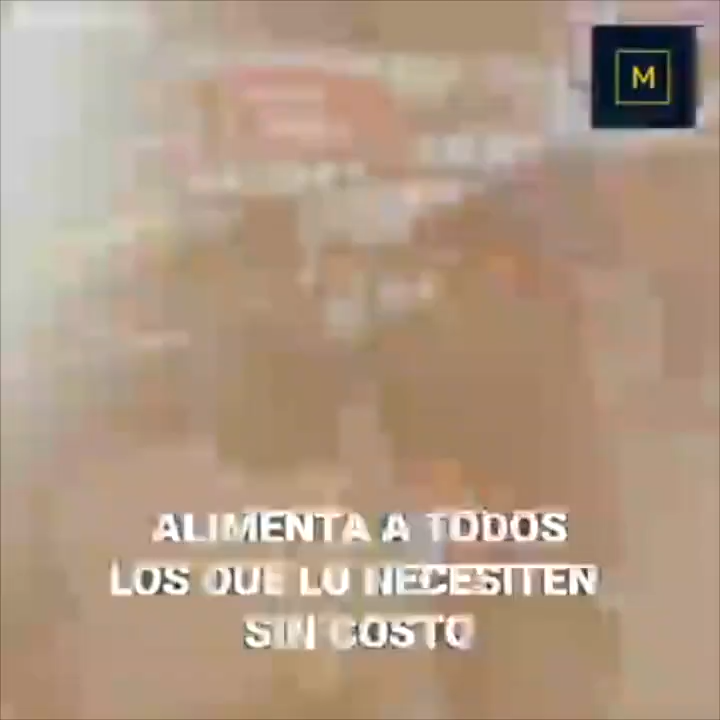 M
ALIMENTA A TODOS
LOS QUE LO NECESITEN
SIN COSTO